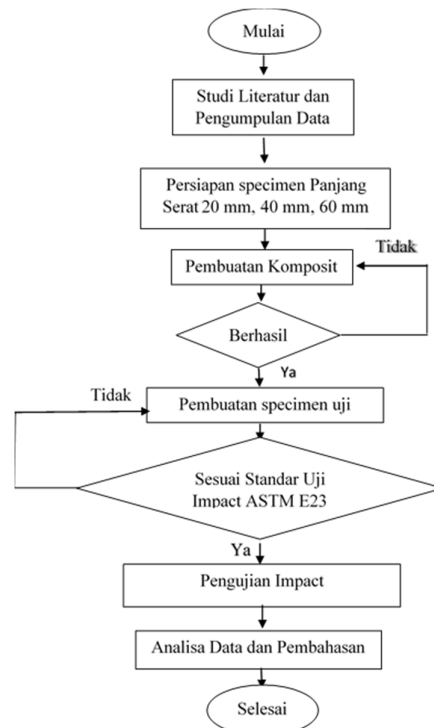 Mulai
Studi Literatur dan
Pengumpulan Data
Persiapan specimen Panjang
Serat 20 mm, 40 mm, 60 mm
Tidak
Pembuatan Komposit
Berhasil
Ya
Tidak
Pembuatan specimen uji
Sesuai Standar Uji
Impact ASTM E23
Ya
Pengujian Impact
Analisa Data dan Pembahasan
Selesai